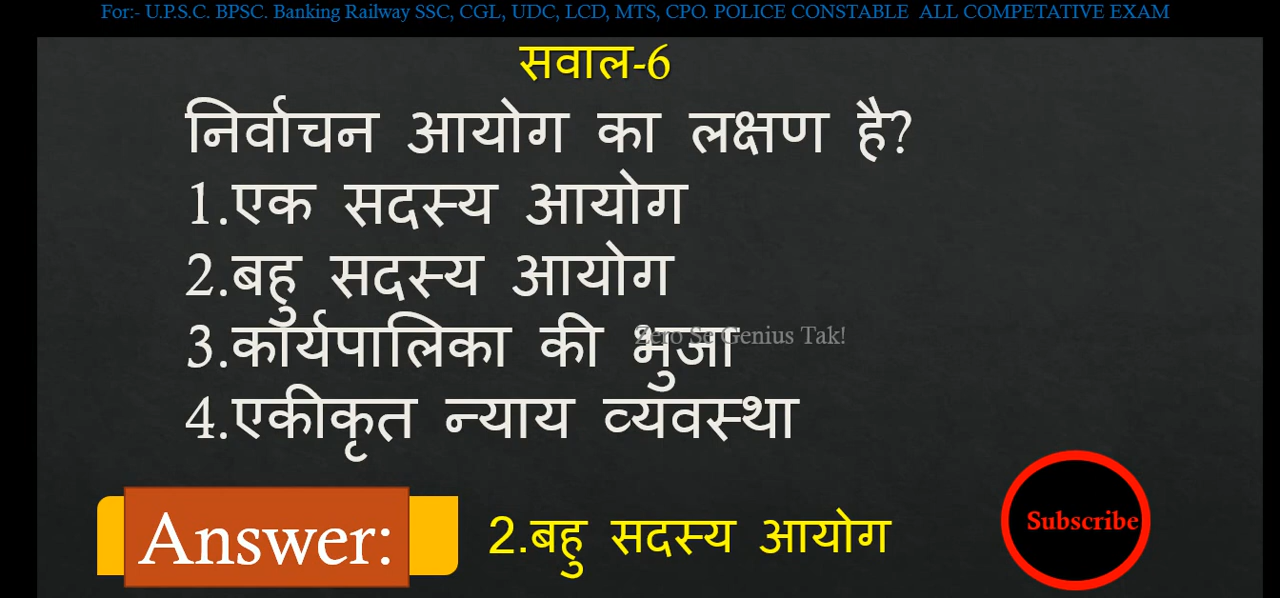 For:- U.P.S.C. BPSC. Banking Railway SSC, CGL, UDC, LCD, MTS, CPO. POLICE CONSTABLE ALL COMPETATIVE EXAM
सवाल-6
निर्वाचन आयोग का लक्षण है?
1.एक सदस्य आयोग
2.बहु सदस्य आयोग
3.कार्यपालिका की भुजा
Zero Se Genius Tak!
4.एकीकृत न्याय व्यवस्था
Answer: 2.बहु सदस्य आयोग
Subscribe